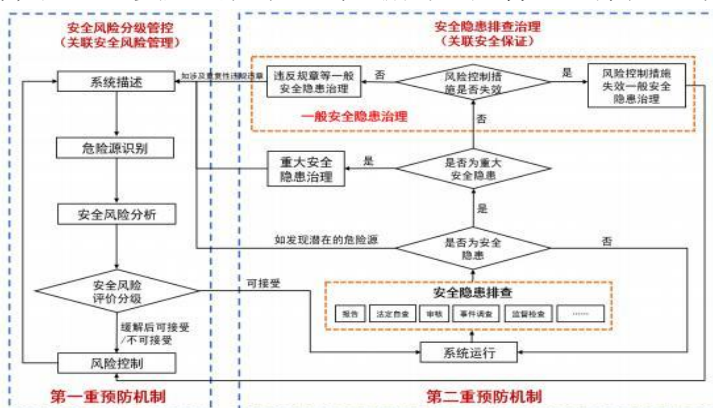 安全风险分级管控
（关联安全风险管理）
安全隐患排查治理
（关联安全保证）
系统描述
危险源识别
安全风险分析
安全风险
评价分级
缓解后可接受
/不可接受
风险控制
第一重预防机制
如涉及重复性违规违章
违反规章等一般
安全隐患治理
否
风险控制措
施是否失效
是
风险控制措施
失效一般安全
隐患治理
一般安全隐患治理
否
重大安全
隐患治理
是
是否为重大
安全隐患
是
如发现潜在的危险源
是否为安全
隐患
否
可接受
安全隐患排查
报告
法定自查
审核
事件调查
监督检查
……
系统运行
第二重预防机制